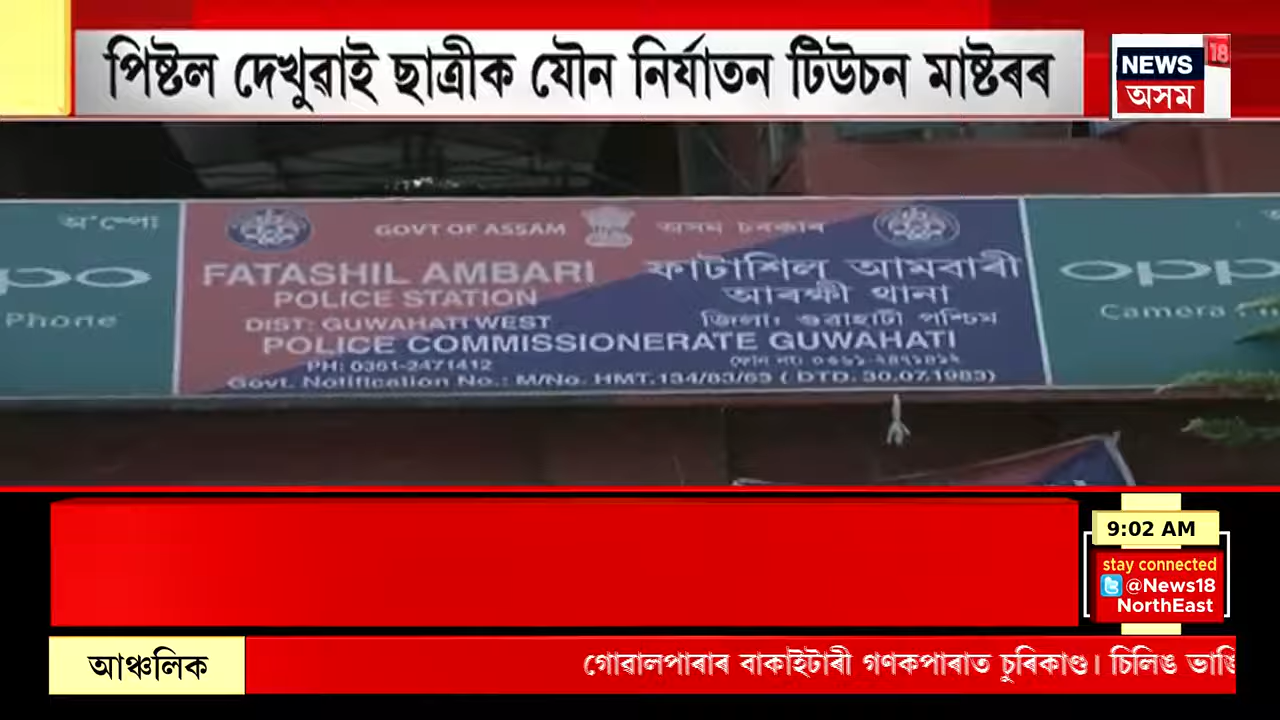 পিষ্টল দেখুৱাই ছাত্ৰীক যৌন নিৰ্যাতন টিউচন মাষ্টৰৰ
NEWS 18
অসম
অ'প্পো
GOVT OF ASSAM
অসম চৰকাৰ
FATASHIL AMBARI
ফাটাশিল আমবাৰী
POLICE STATION
আৰক্ষী থানা
DIST: GUWAHATI WEST
জিলা: গুৱাহাটী পশ্চিম
POLICE COMMISSIONERATE GUWAHATI
PH: 0361-2471412
Govt. Notification No.: M/No. HMT.134/83/63 ( DTD. 30.07.1983)
Phone
oppo
Camera
9:02 AM
stay connected
@News18
NorthEast
আঞ্চলিক
গোৱালপাৰাৰ বাকাইটাৰী গণকপাৰাত চুৰিকাণ্ড। চিলিঙ ভাঙি